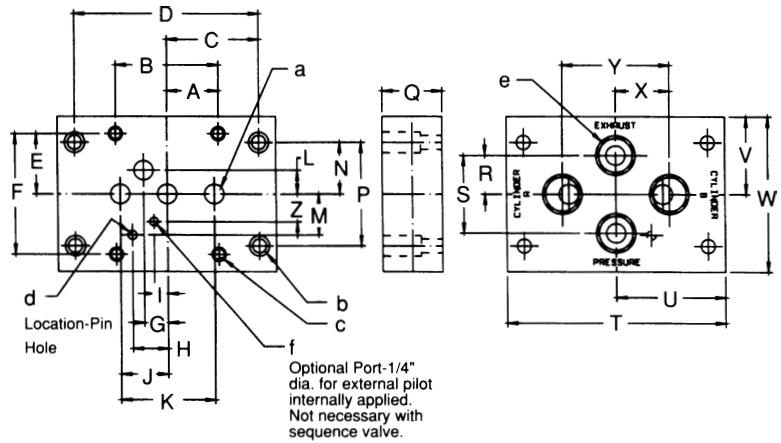 D
C
B
A
a
E
F
L
N
P
Z
M
d
Location-Pin
Hole
I
G
H
J
K
f
c
b
Optional Port-1/4"
dia. for external pilot
internally applied.
Not necessary with
sequence valve.
Q
Y
X
e
EXHAUST
R
S
CYLINDER
A
CYLINDER
B
PRESSURE
V
W
U
T